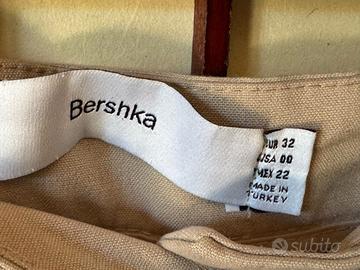 Bershka
EUR 32
USA 00
MEX 22
MADE IN
TURKEY
subito